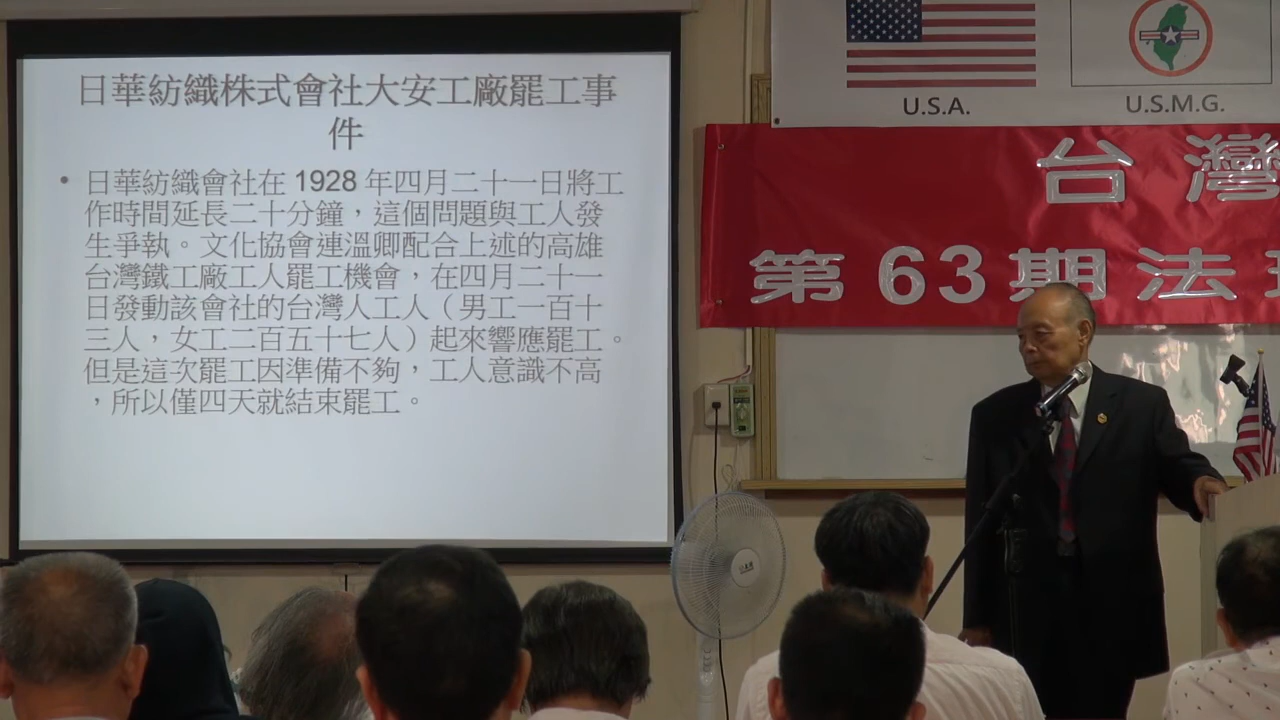 日華紡織株式會社大安工廠罷工事
件
• 日華紡織會社在 1928 年四月二十一日將工
作時間延長二十分鐘，這個問題與工人發
生爭執。文化協會連溫卿配合上述的高雄
台灣鐵工廠工人罷工機會，在四月二十一
日發動該會社的台灣人工人（男工一百十
三人，女工二百五十七人）起來響應罷工。
但是這次罷工因準備不夠，工人意識不高
，所以僅四天就結束罷工。
U.S.A.
U.S.M.G.
台灣
第63期法